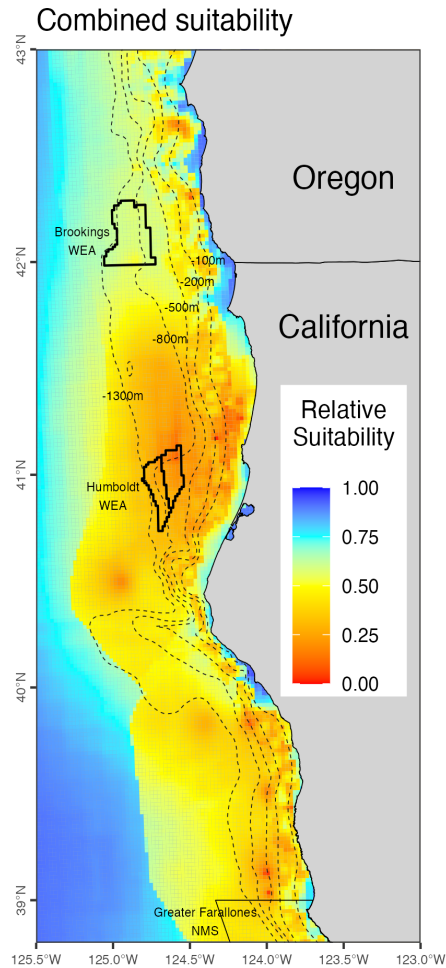 Combined suitability
43°N
Oregon
Brookings
WEA
42°N
-100m
-200m
-500m
California
-800m
-1300m
Relative
Suitability
41°N
Humboldt
WEA
1.00
0.75
0.50
0.25
0.00
40°N
39°N
Greater Farallones
NMS
125.5°W 125.0°W 124.5°W 124.0°W 123.5°W 123.0°W